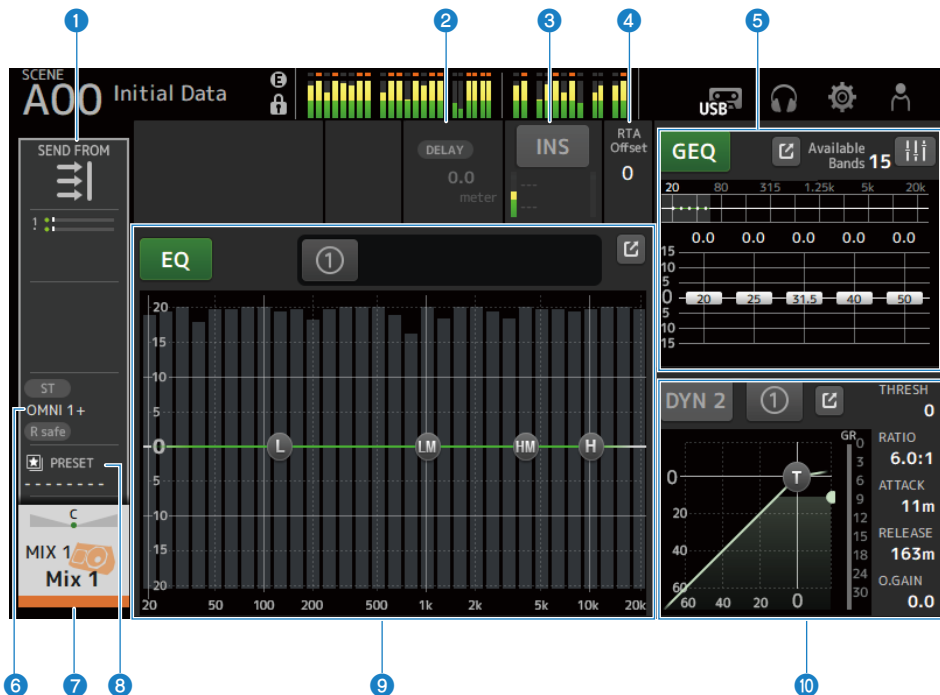 1 2 3 4 5
SCENE
A00 Initial Data
E
USB
SEND FROM
1
ST
OMNI 1+
R safe
PRESET
--------
C
MIX 1
Mix 1
DELAY
0.0
meter
INS
---
---
RTA
Offset
0
EQ
1
20
15
10
5
0
5
10
15
20
L LM HM H
20 50 100 200 500 1k 2k 5k 10k 20k
GEQ
Available
Bands 15
20 80 315 1.25k 5k 20k
0.0 0.0 0.0 0.0 0.0
15
10
5
0
5
10
15
20 25 31.5 40 50
DYN 2
1
0
20
40
60
T
60 40 20 0
GR
0
3
6
9
12
15
18
24
30
THRESH
0
RATIO
6.0:1
ATTACK
11m
RELEASE
163m
O.GAIN
0.0
6 7 8 9 10